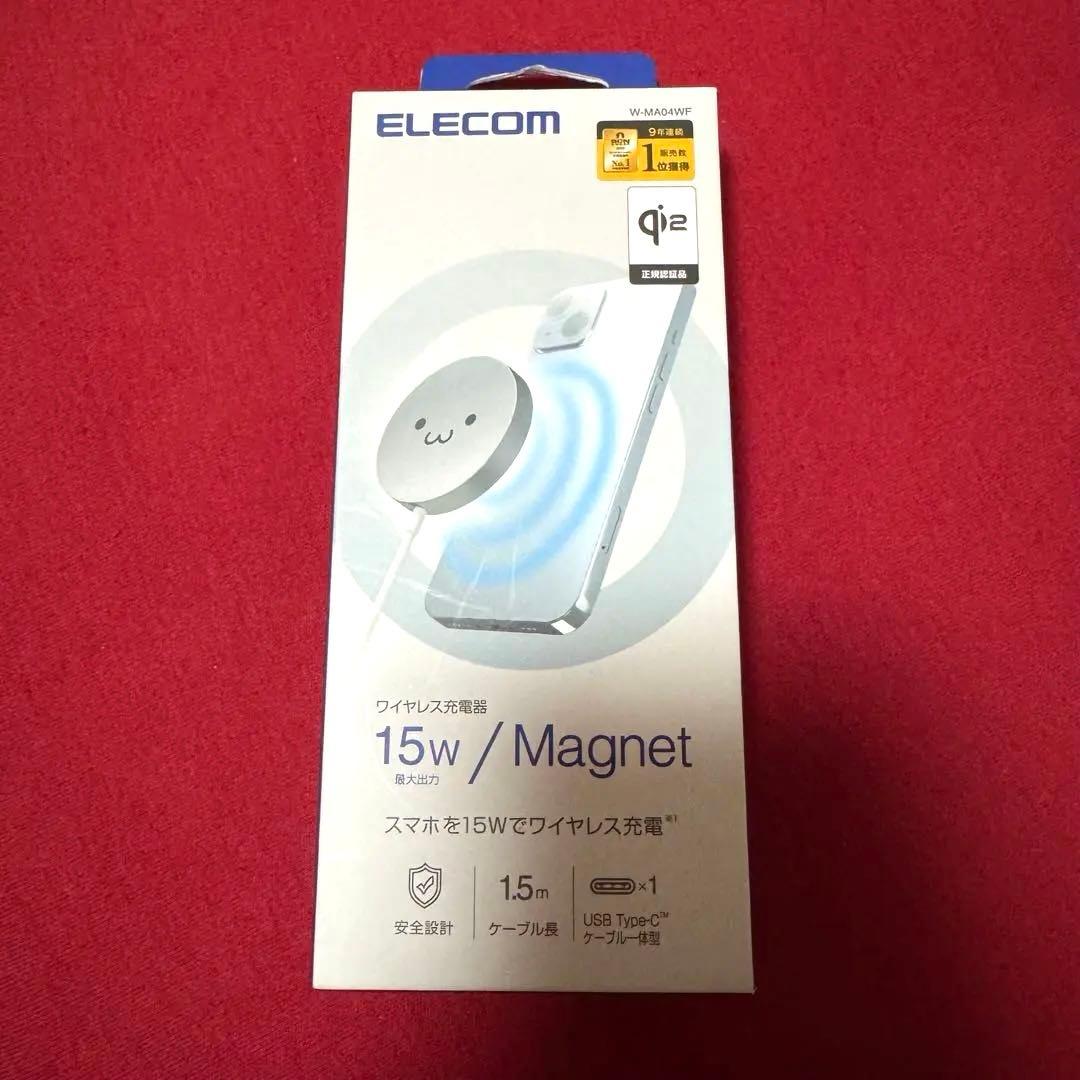 ELECOM
W-MA04WF
9年連続
販売数
1位獲得
BCN
No.1
qi2
正規認証品
ワイヤレス充電器
15W / Magnet
最大出力
スマホを15Wでワイヤレス充電※1
安全設計
1.5m
ケーブル長
×1
USB Type-C™
ケーブル一体型